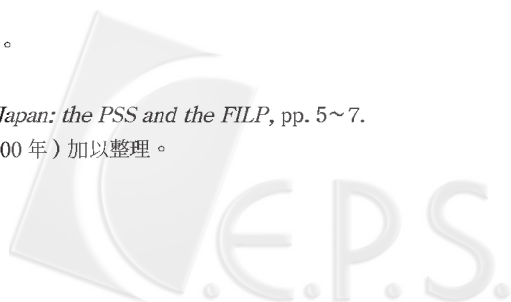 。
Japan: the PSS and the FILP, pp. 5~7.
00 年）加以整理。
C.E.P.S.